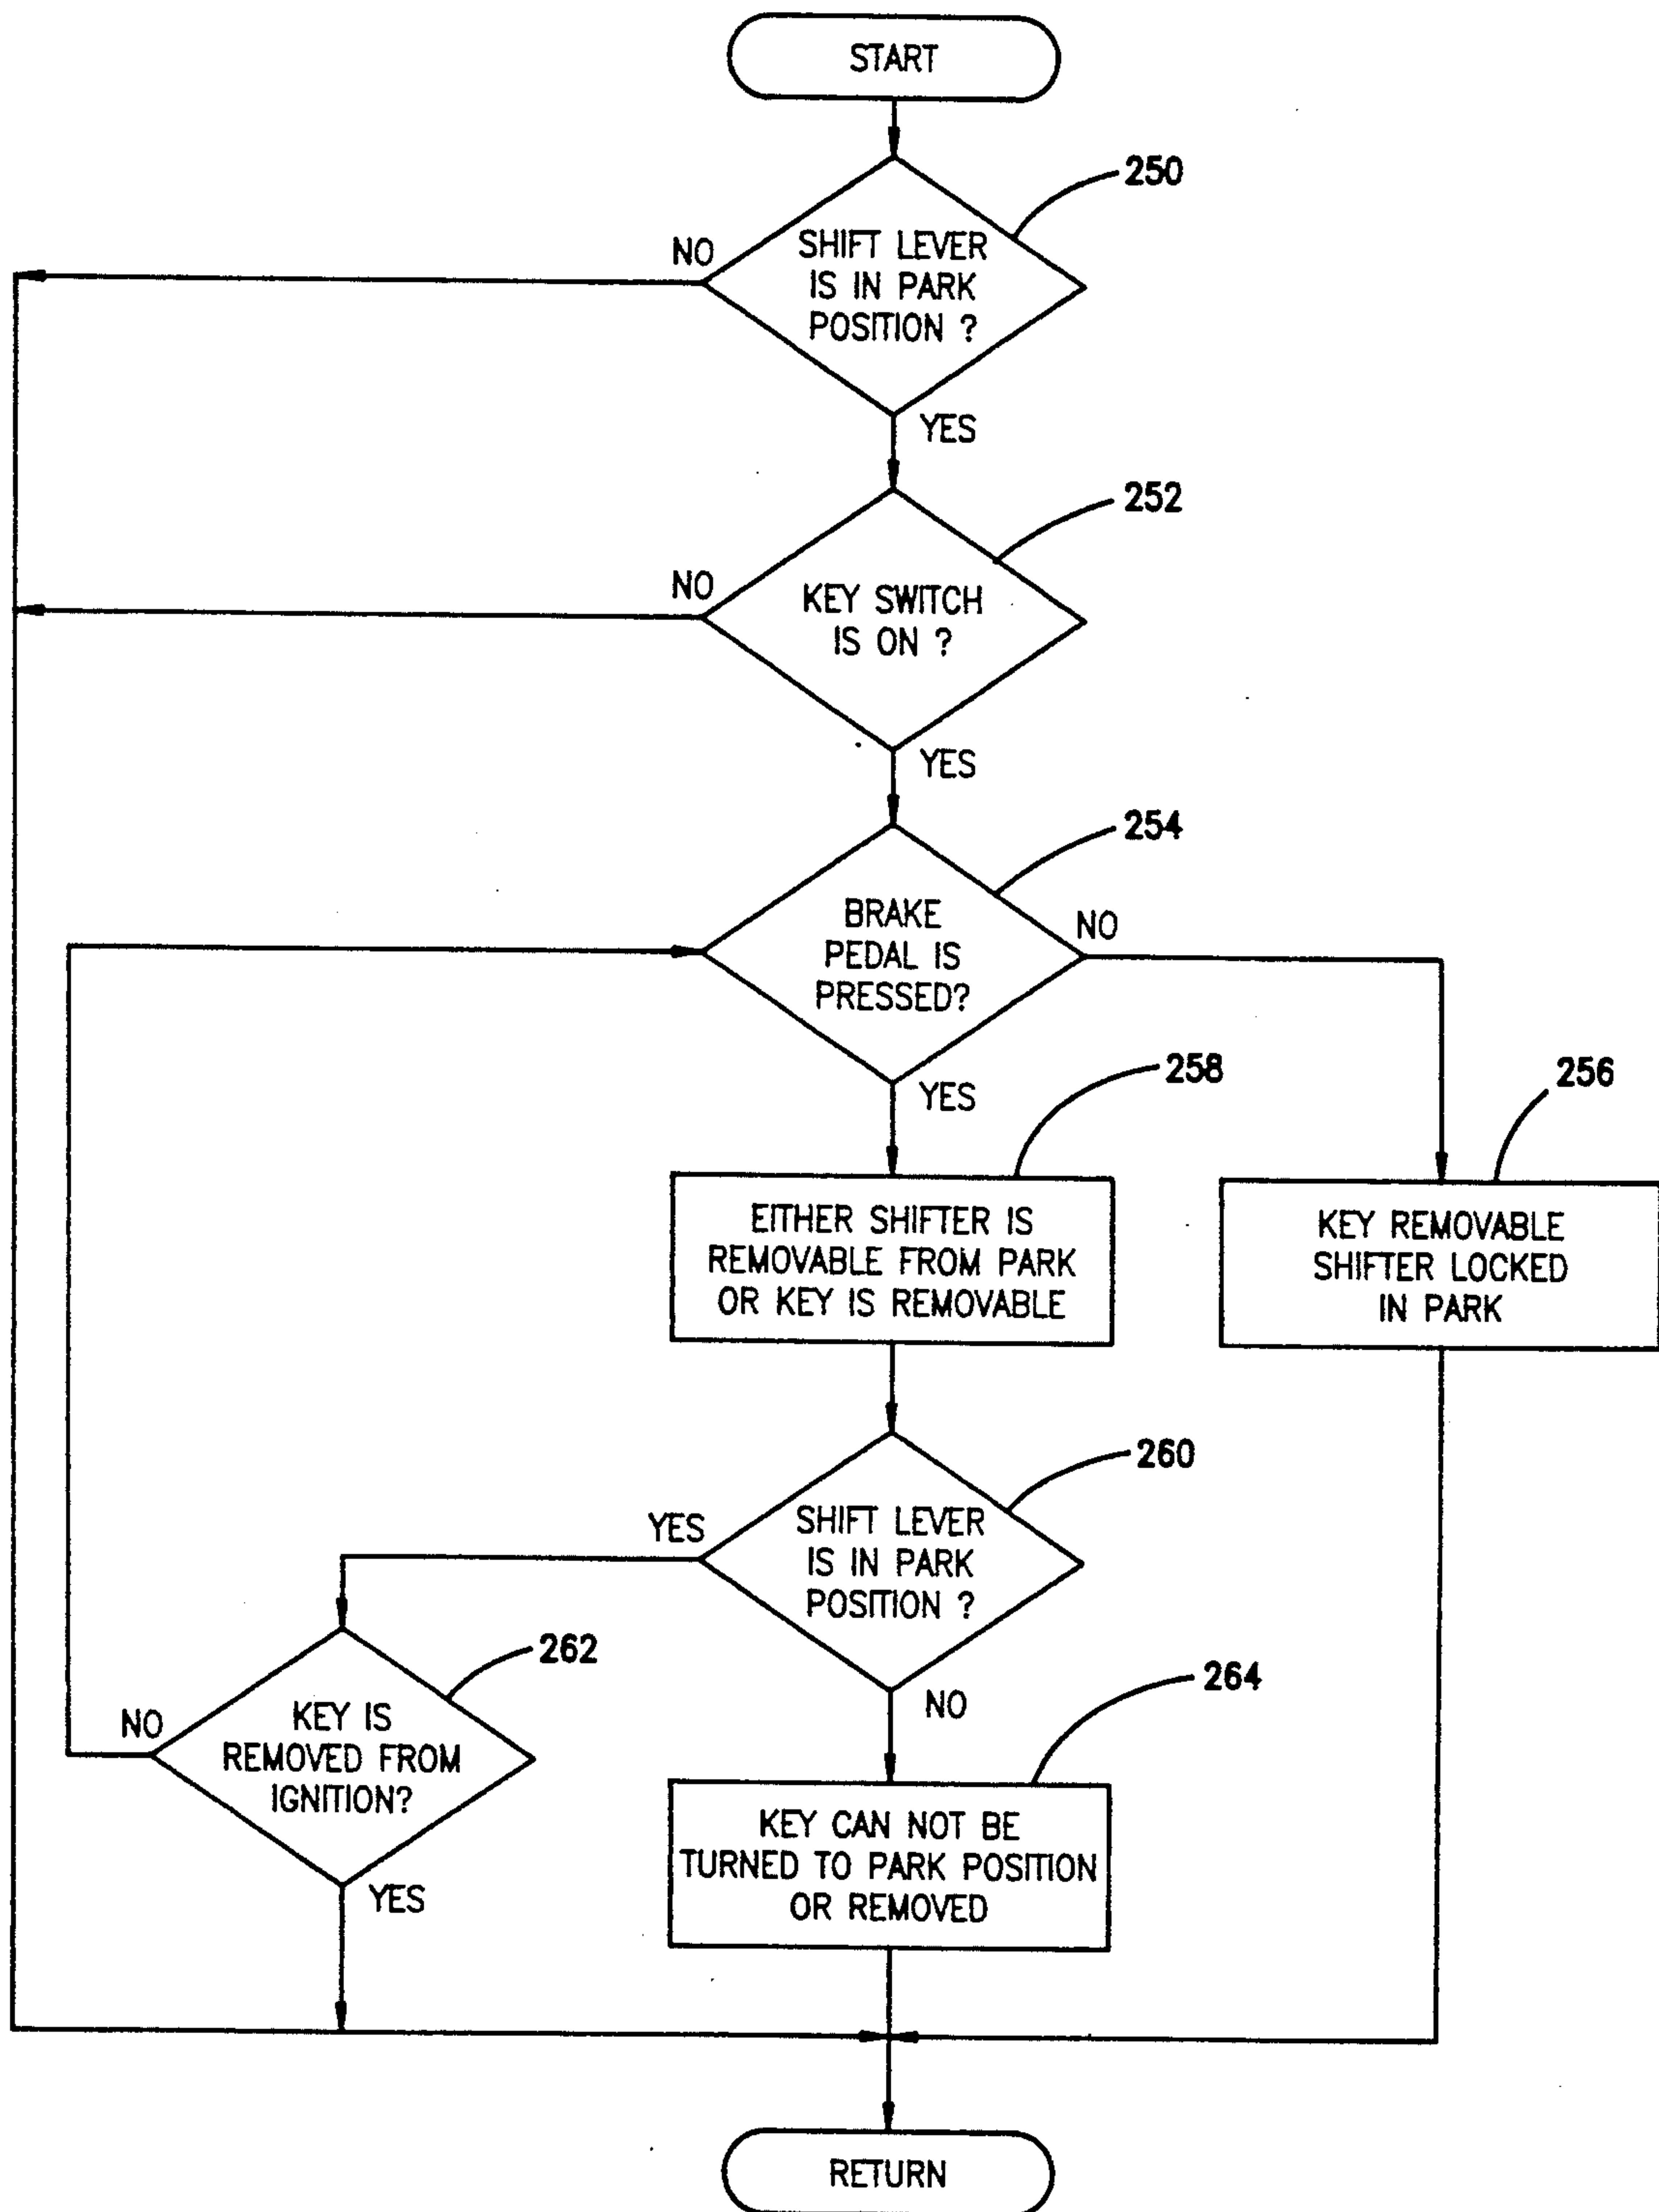 START
250
SHIFT LEVER
IS IN PARK
POSITION ?
NO
YES
252
KEY SWITCH
IS ON ?
NO
YES
254
BRAKE
PEDAL IS
PRESSED?
NO
YES
258
256
EITHER SHIFTER IS
REMOVABLE FROM PARK
OR KEY IS REMOVABLE
KEY REMOVABLE
SHIFTER LOCKED
IN PARK
260
SHIFT LEVER
IS IN PARK
POSITION ?
YES
NO
262
KEY IS
REMOVED FROM
IGNITION?
NO
YES
264
KEY CAN NOT BE
TURNED TO PARK POSITION
OR REMOVED
RETURN